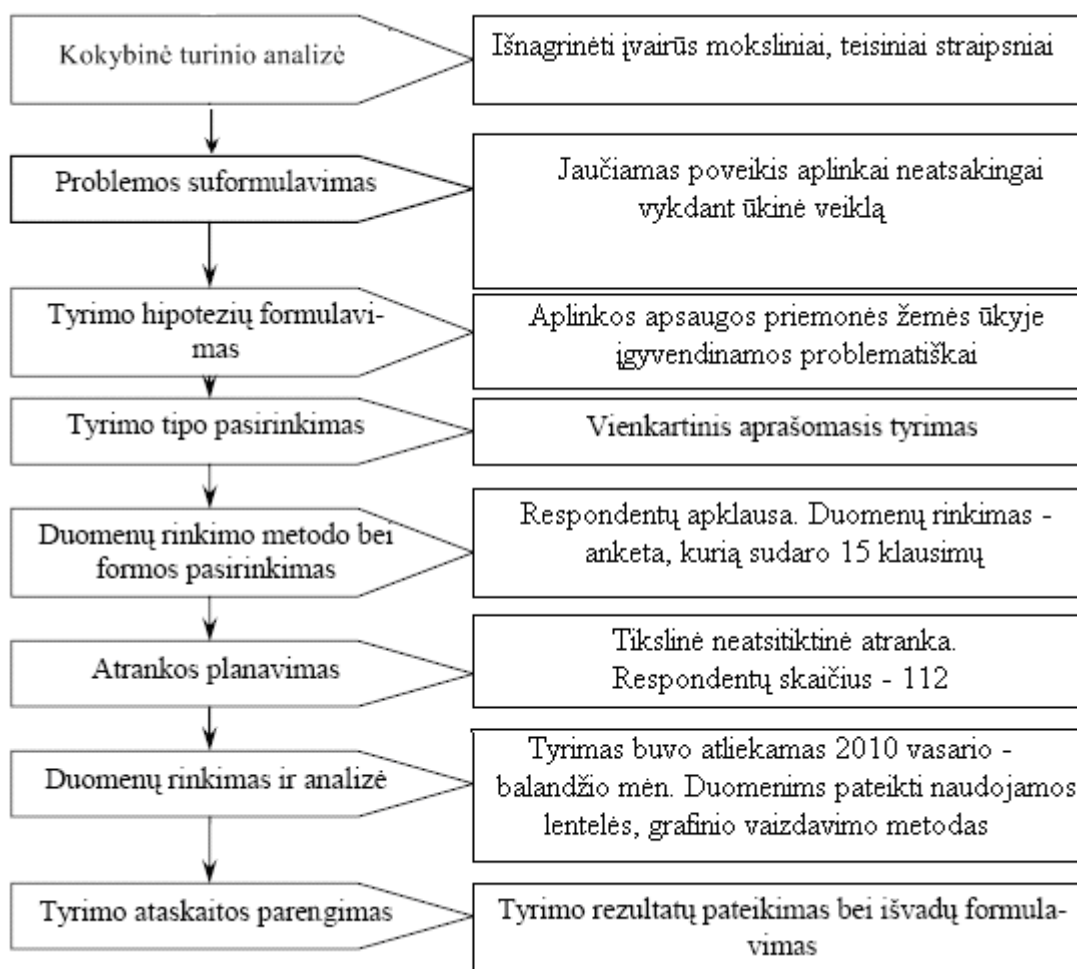 Kokybinė turinio analizė
Išnagrinėti įvairūs moksliniai, teisiniai straipsniai
Problemos suformulavimas
Jaučiamas poveikis aplinkai neatsakingai
vykdant ūkinė veiklą
Tyrimo hipotezių formulavi-
mas
Aplinkos apsaugos priemonės žemės ūkyje
įgyvendinamos problematiškai
Tyrimo tipo pasirinkimas
Vienkartinis aprašomasis tyrimas
Duomenų rinkimo metodo bei
formos pasirinkimas
Respondentų apklausa. Duomenų rinkimas -
anketa, kurią sudaro 15 klausimų
Atrankos planavimas
Tikslinė neatsitiktinė atranka.
Respondentų skaičius - 112
Duomenų rinkimas ir analizė
Tyrimas buvo atliekamas 2010 vasario -
balandžio mėn. Duomenims pateikti naudojamos
lentelės, grafinio vaizdavimo metodas
Tyrimo ataskaitos parengimas
Tyrimo rezultatų pateikimas bei išvadų formula-
vimas